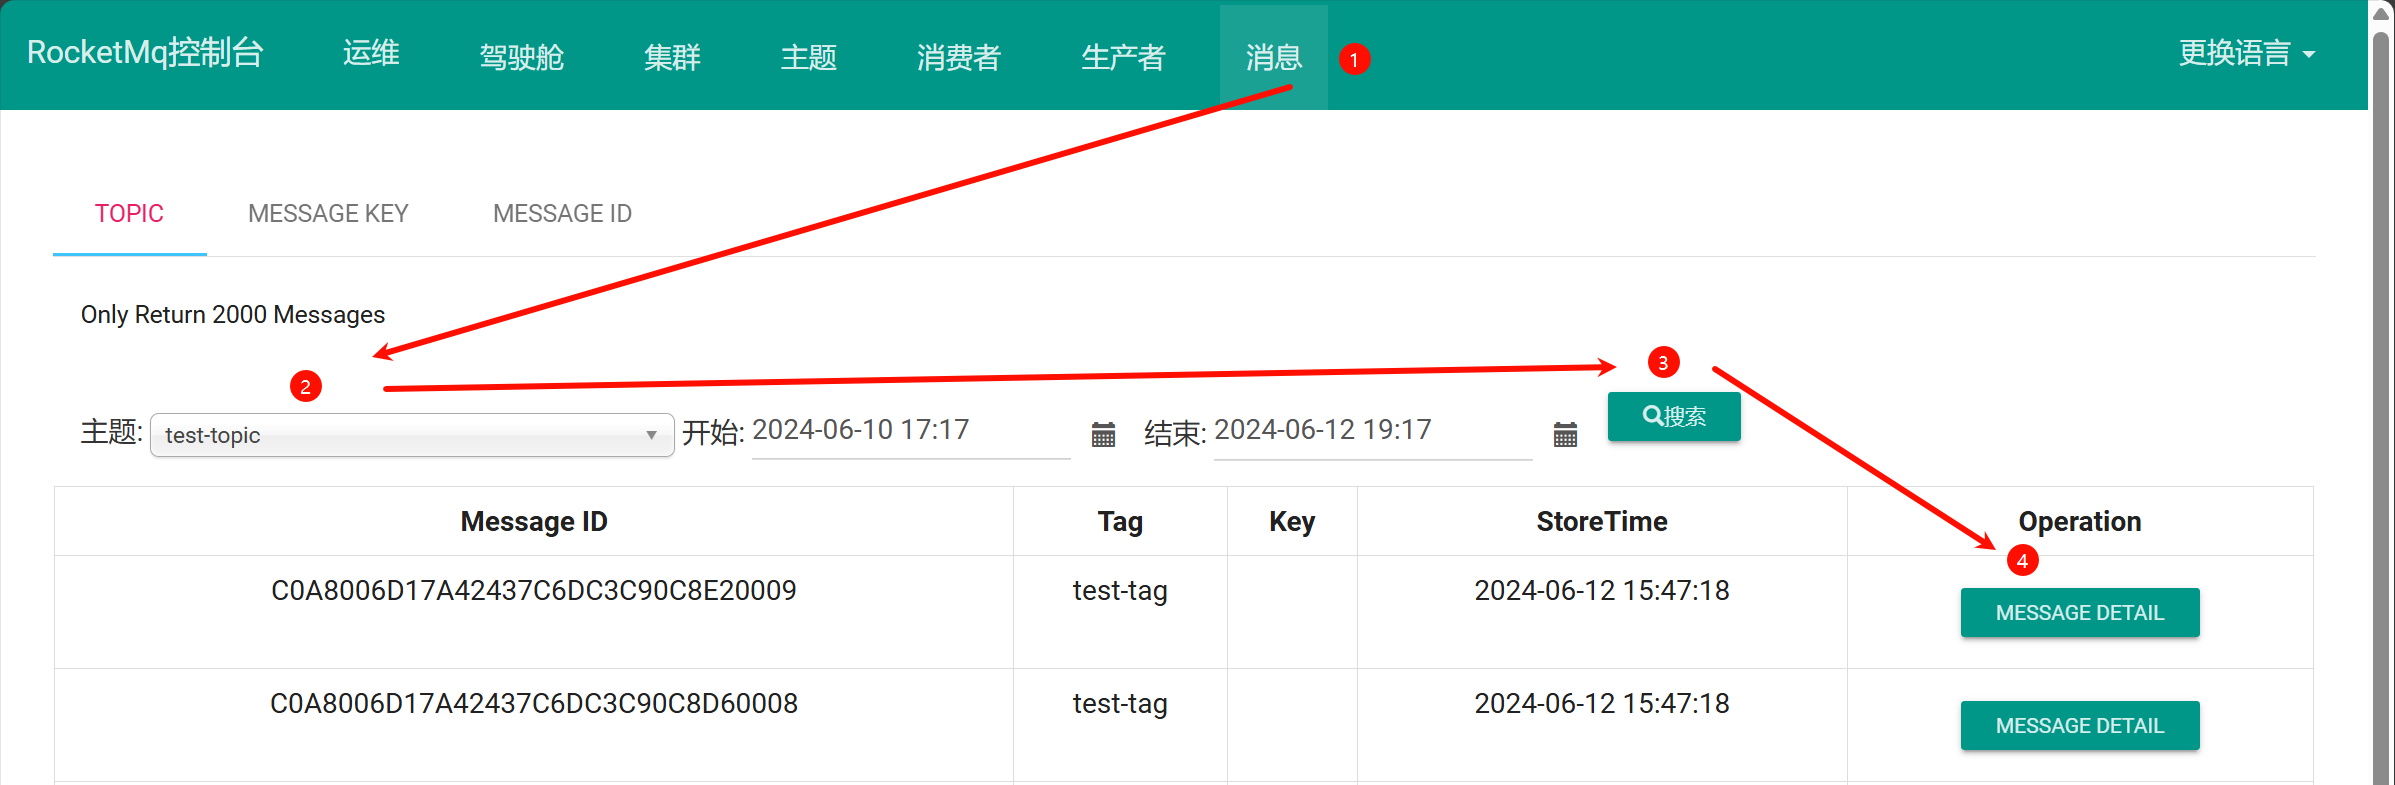 RocketMq控制台 运维 驾驶舱 集群 主题 消费者 生产者 消息 1 更换语言
TOPIC MESSAGE KEY MESSAGE ID
Only Return 2000 Messages
2 3
主题: test-topic 开始: 2024-06-10 17:17 结束: 2024-06-12 19:17 搜索
Message ID Tag Key StoreTime Operation
4
C0A8006D17A42437C6DC3C90C8E20009 test-tag 2024-06-12 15:47:18 MESSAGE DETAIL
C0A8006D17A42437C6DC3C90C8D60008 test-tag 2024-06-12 15:47:18 MESSAGE DETAIL